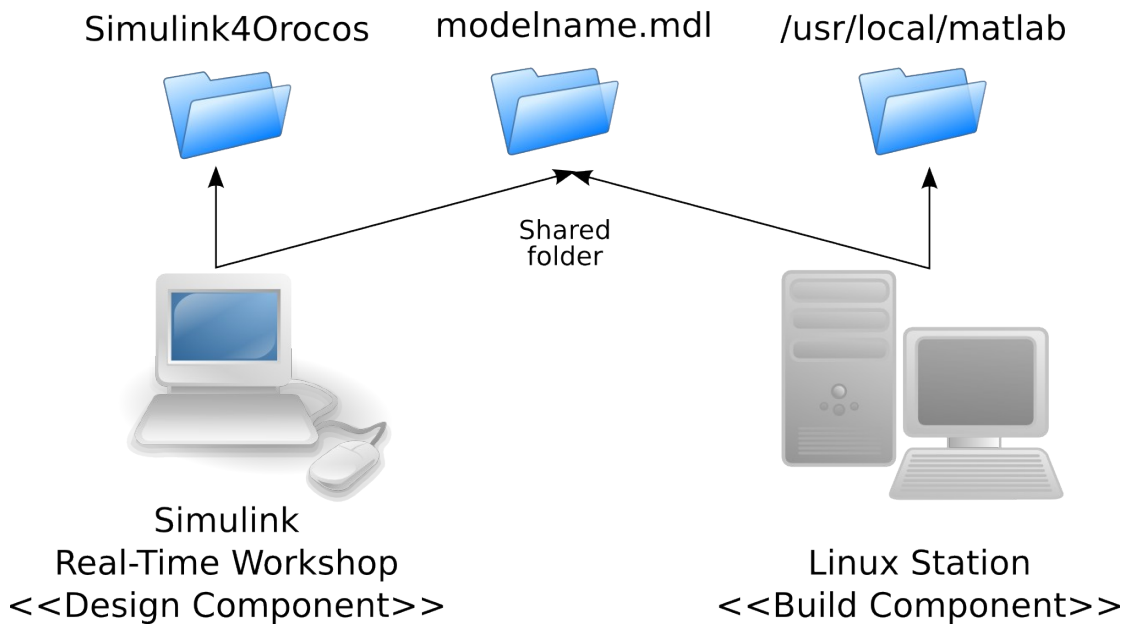 Simulink4Orocos
modelname.mdl
/usr/local/matlab
Shared
folder
Simulink
Real-Time Workshop
<<Design Component>>
Linux Station
<<Build Component>>